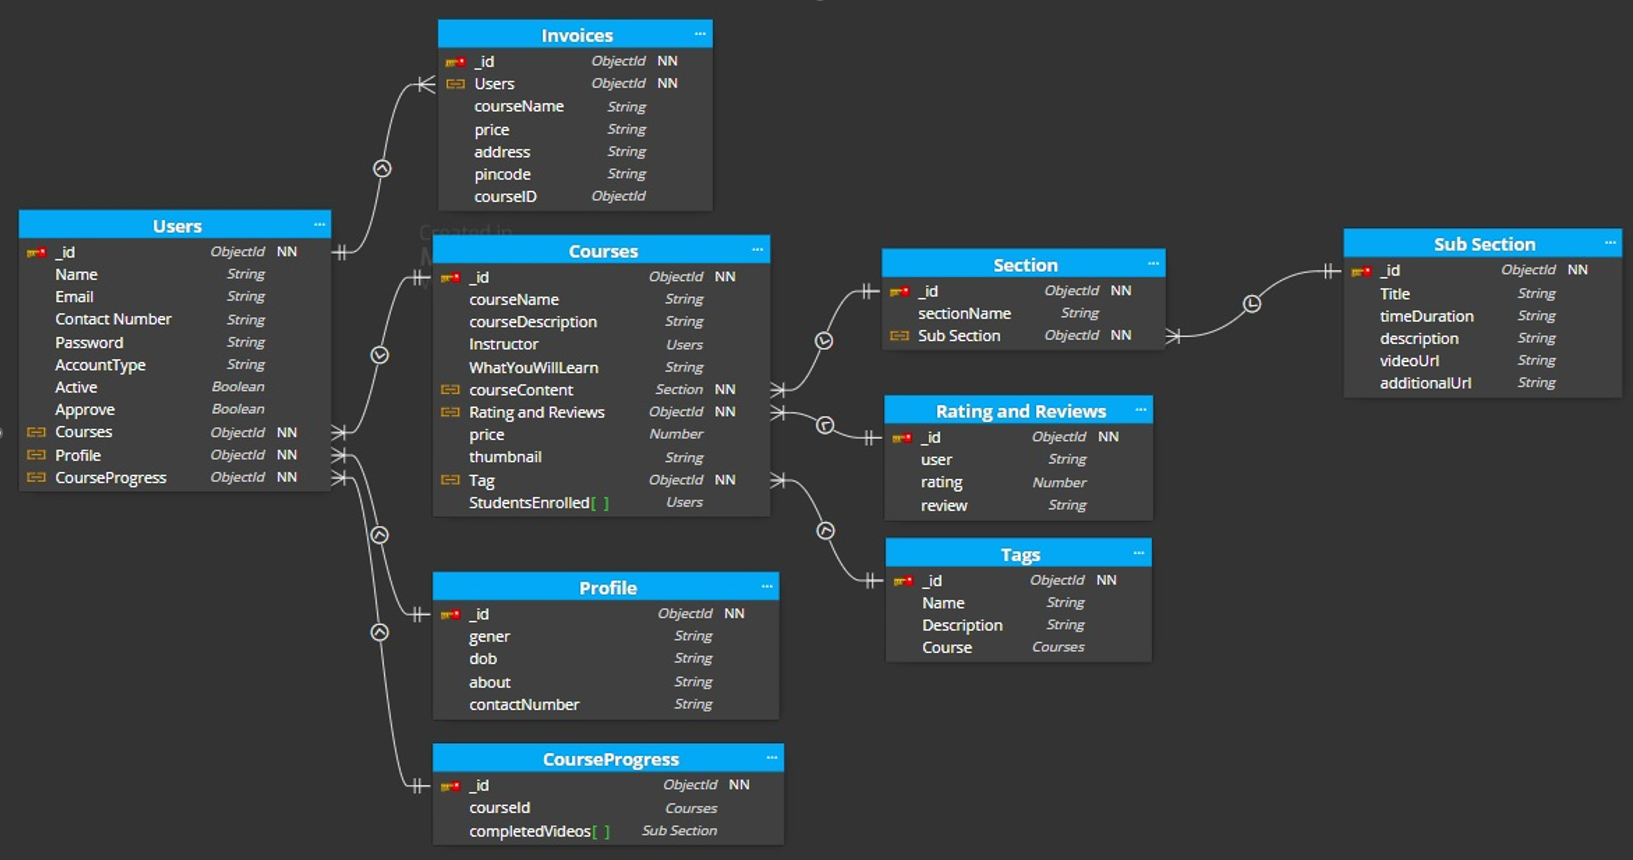 Invoices ...
_id ObjectId NN
Users ObjectId NN
courseName String
price String
address String
pincode String
courseID ObjectId
Users ...
_id ObjectId NN
Name String
Email String
Contact Number String
Password String
AccountType String
Active Boolean
Approve Boolean
Courses ObjectId NN
Profile ObjectId NN
CourseProgress ObjectId NN
Created in
Courses ...
_id ObjectId NN
courseName String
courseDescription String
Instructor Users
WhatYouWillLearn String
courseContent Section NN
Rating and Reviews ObjectId NN
price Number
thumbnail String
Tag ObjectId NN
StudentsEnrolled[ ] Users
Section ...
_id ObjectId NN
sectionName String
Sub Section ObjectId NN
Sub Section ...
_id ObjectId NN
Title String
timeDuration String
description String
videoUrl String
additionalUrl String
Rating and Reviews ...
_id ObjectId NN
user String
rating Number
review String
Tags ...
_id ObjectId NN
Name String
Description String
Course Courses
Profile ...
_id ObjectId NN
gener String
dob String
about String
contactNumber String
CourseProgress ...
_id ObjectId NN
courseId Courses
completedVideos[ ] Sub Section